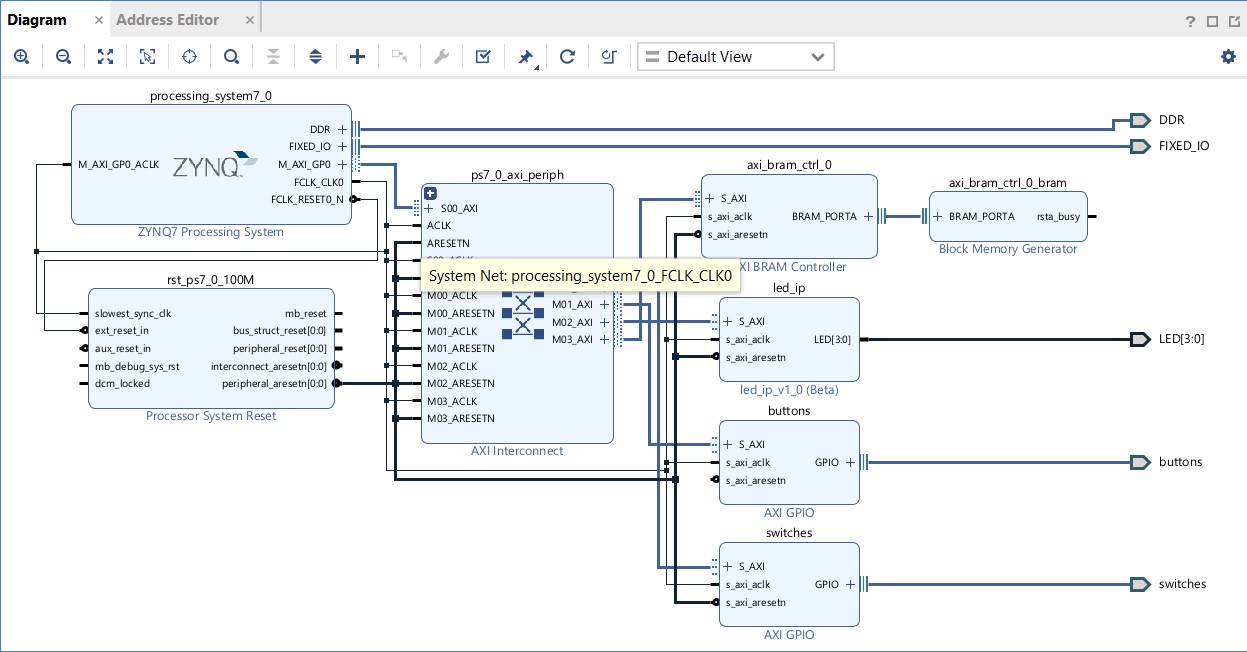 Diagram × Address Editor ×
Default View
processing_system7_0
DDR
FIXED_IO
M_AXI_GP0_ACLK
ZYNQ
M_AXI_GP0
FCLK_CLK0
FCLK_RESET0_N
ZYNQ7 Processing System
rst_ps7_0_100M
slowest_sync_clk mb_reset
ext_reset_in bus_struct_reset[0:0]
aux_reset_in peripheral_reset[0:0]
mb_debug_sys_rst interconnect_aresetn[0:0]
dcm_locked peripheral_aresetn[0:0]
Processor System Reset
ps7_0_axi_periph
S00_AXI
ACLK
ARESETN
System Net: processing_system7_0_FCLK_CLK0
M00_ACLK
M00_ARESETN M01_AXI
M01_ACLK M02_AXI
M01_ARESETN M03_AXI
M02_ACLK
M02_ARESETN
M03_ACLK
M03_ARESETN
AXI Interconnect
axi_bram_ctrl_0
S_AXI
s_axi_aclk BRAM_PORTA
s_axi_aresetn
XI BRAM Controller
axi_bram_ctrl_0_bram
BRAM_PORTA rsta_busy
Block Memory Generator
led_ip
S_AXI
s_axi_aclk LED[3:0]
s_axi_aresetn
led_ip_v1_0 (Beta)
buttons
S_AXI
s_axi_aclk GPIO
s_axi_aresetn
AXI GPIO
switches
S_AXI
s_axi_aclk GPIO
s_axi_aresetn
AXI GPIO
DDR
FIXED_IO
LED[3:0]
buttons
switches